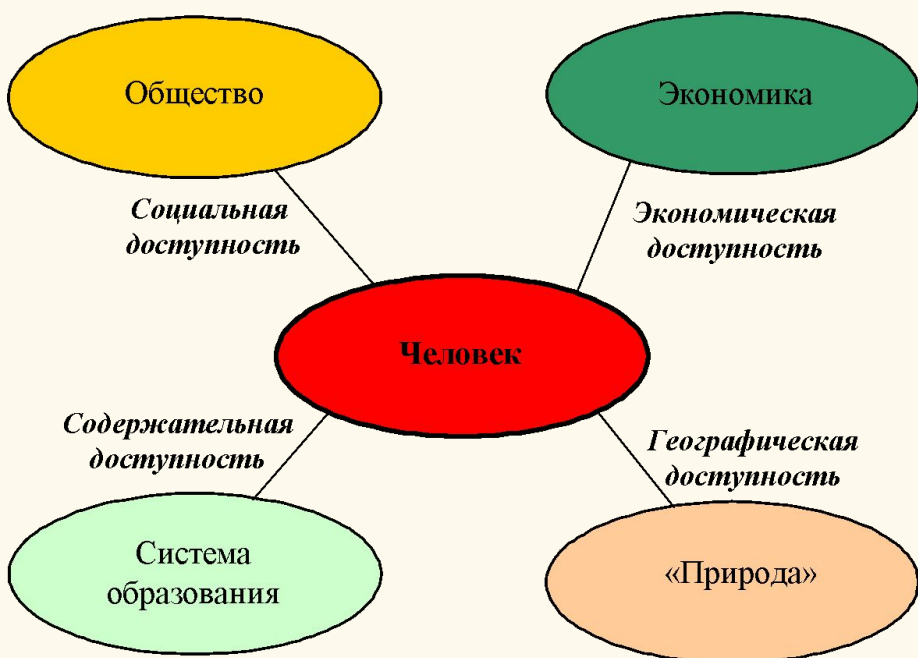 Общество
Экономика
Социальная
доступность
Экономическая
доступность
Человек
Содержательная
доступность
Географическая
доступность
Система
образования
«Природа»